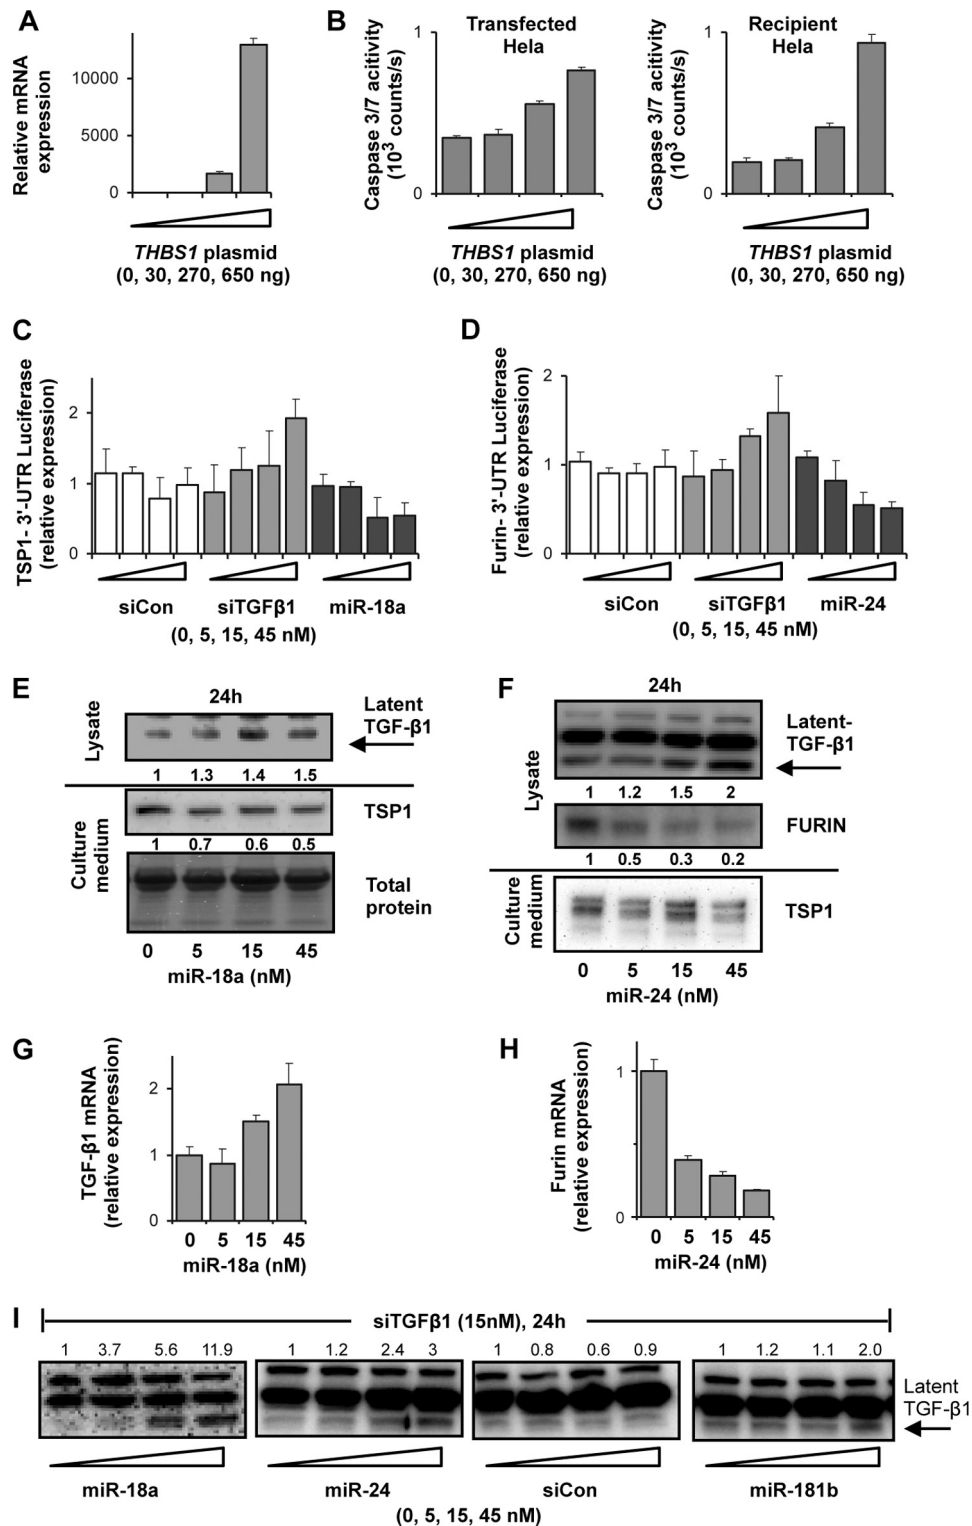 A
Relative mRNA
expression
10000
5000
0
THBS1 plasmid
(0, 30, 270, 650 ng)
B
Transfected
Hela
Caspase 3/7 acitivity
(10³ counts/s)
1
0
THBS1 plasmid
(0, 30, 270, 650 ng)
Recipient
Hela
Caspase 3/7 activity
(10³ counts/s)
1
0
THBS1 plasmid
(0, 30, 270, 650 ng)
C
TSP1- 3'-UTR Luciferase
(relative expression)
2
1
0
siCon siTGFβ1 miR-18a
(0, 5, 15, 45 nM)
D
Furin- 3'-UTR Luciferase
(relative expression)
2
1
0
siCon siTGFβ1 miR-24
(0, 5, 15, 45 nM)
E
24h
Lysate
Latent
TGF-β1
1 1.3 1.4 1.5
Culture
medium
TSP1
1 0.7 0.6 0.5
Total
protein
0 5 15 45
miR-18a (nM)
F
24h
Lysate
Latent-
TGF-β1
1 1.2 1.5 2
FURIN
1 0.5 0.3 0.2
Culture
medium
TSP1
0 5 15 45
miR-24 (nM)
G
TGF-β1 mRNA
(relative expression)
2
1
0
0 5 15 45
miR-18a (nM)
H
Furin mRNA
(relative expression)
1
0
0 5 15 45
miR-24 (nM)
I
siTGFβ1 (15nM), 24h
1 3.7 5.6 11.9 1 1.2 2.4 3 1 0.8 0.6 0.9 1 1.2 1.1 2.0
Latent
TGF-β1
miR-18a miR-24 siCon miR-181b
(0, 5, 15, 45 nM)